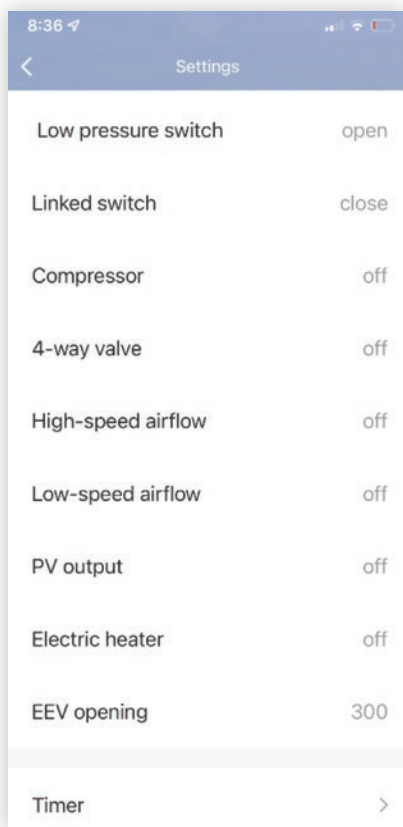 8:36
Settings
Low pressure switch open
Linked switch close
Compressor off
4-way valve off
High-speed airflow off
Low-speed airflow off
PV output off
Electric heater off
EEV opening 300
Timer